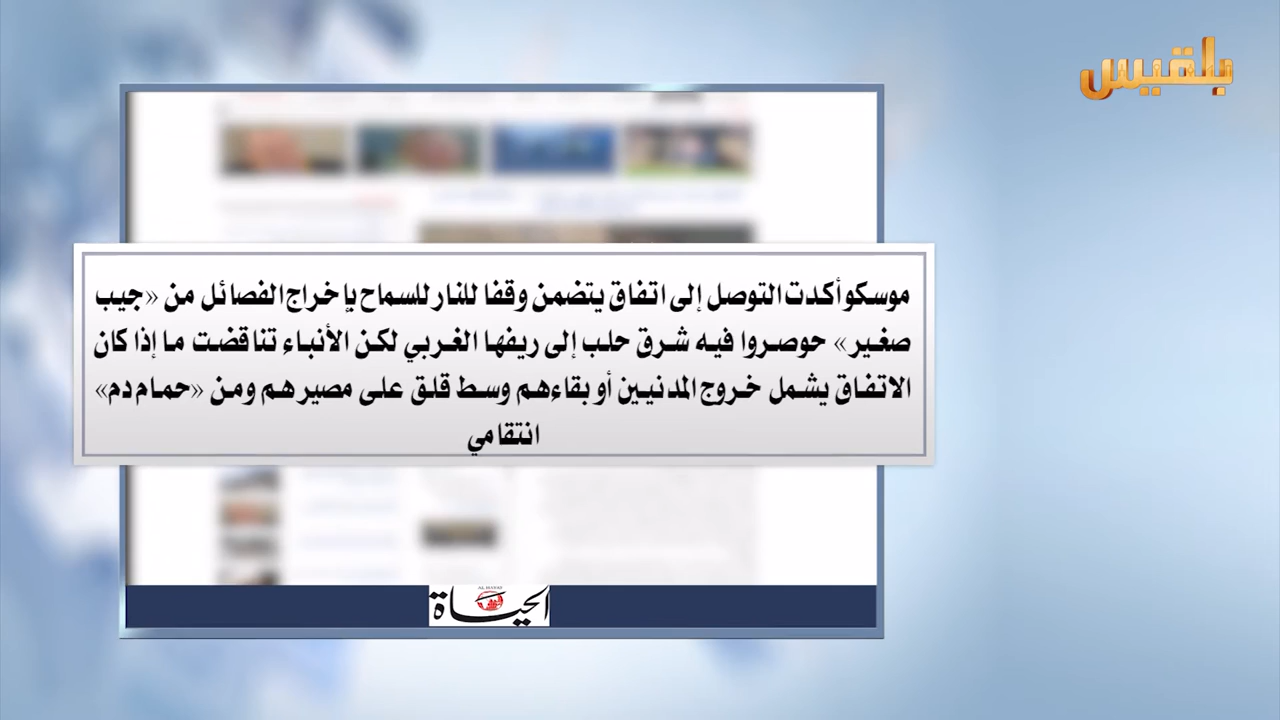 بلقيس
موسكو أكدت التوصل إلى اتفاق يتضمن وقفا للنار للسماح بإخراج الفصائل من «جيب
صغير» حوصروا فيه شرق حلب إلى ريفها الغربي لكن الأنباء تناقضت ما إذا كان
الاتفاق يشمل خروج المدنيين أو بقاءهم وسط قلق على مصيرهم ومن «حمام دم»
انتقامي
AL HAYAT
الحياة